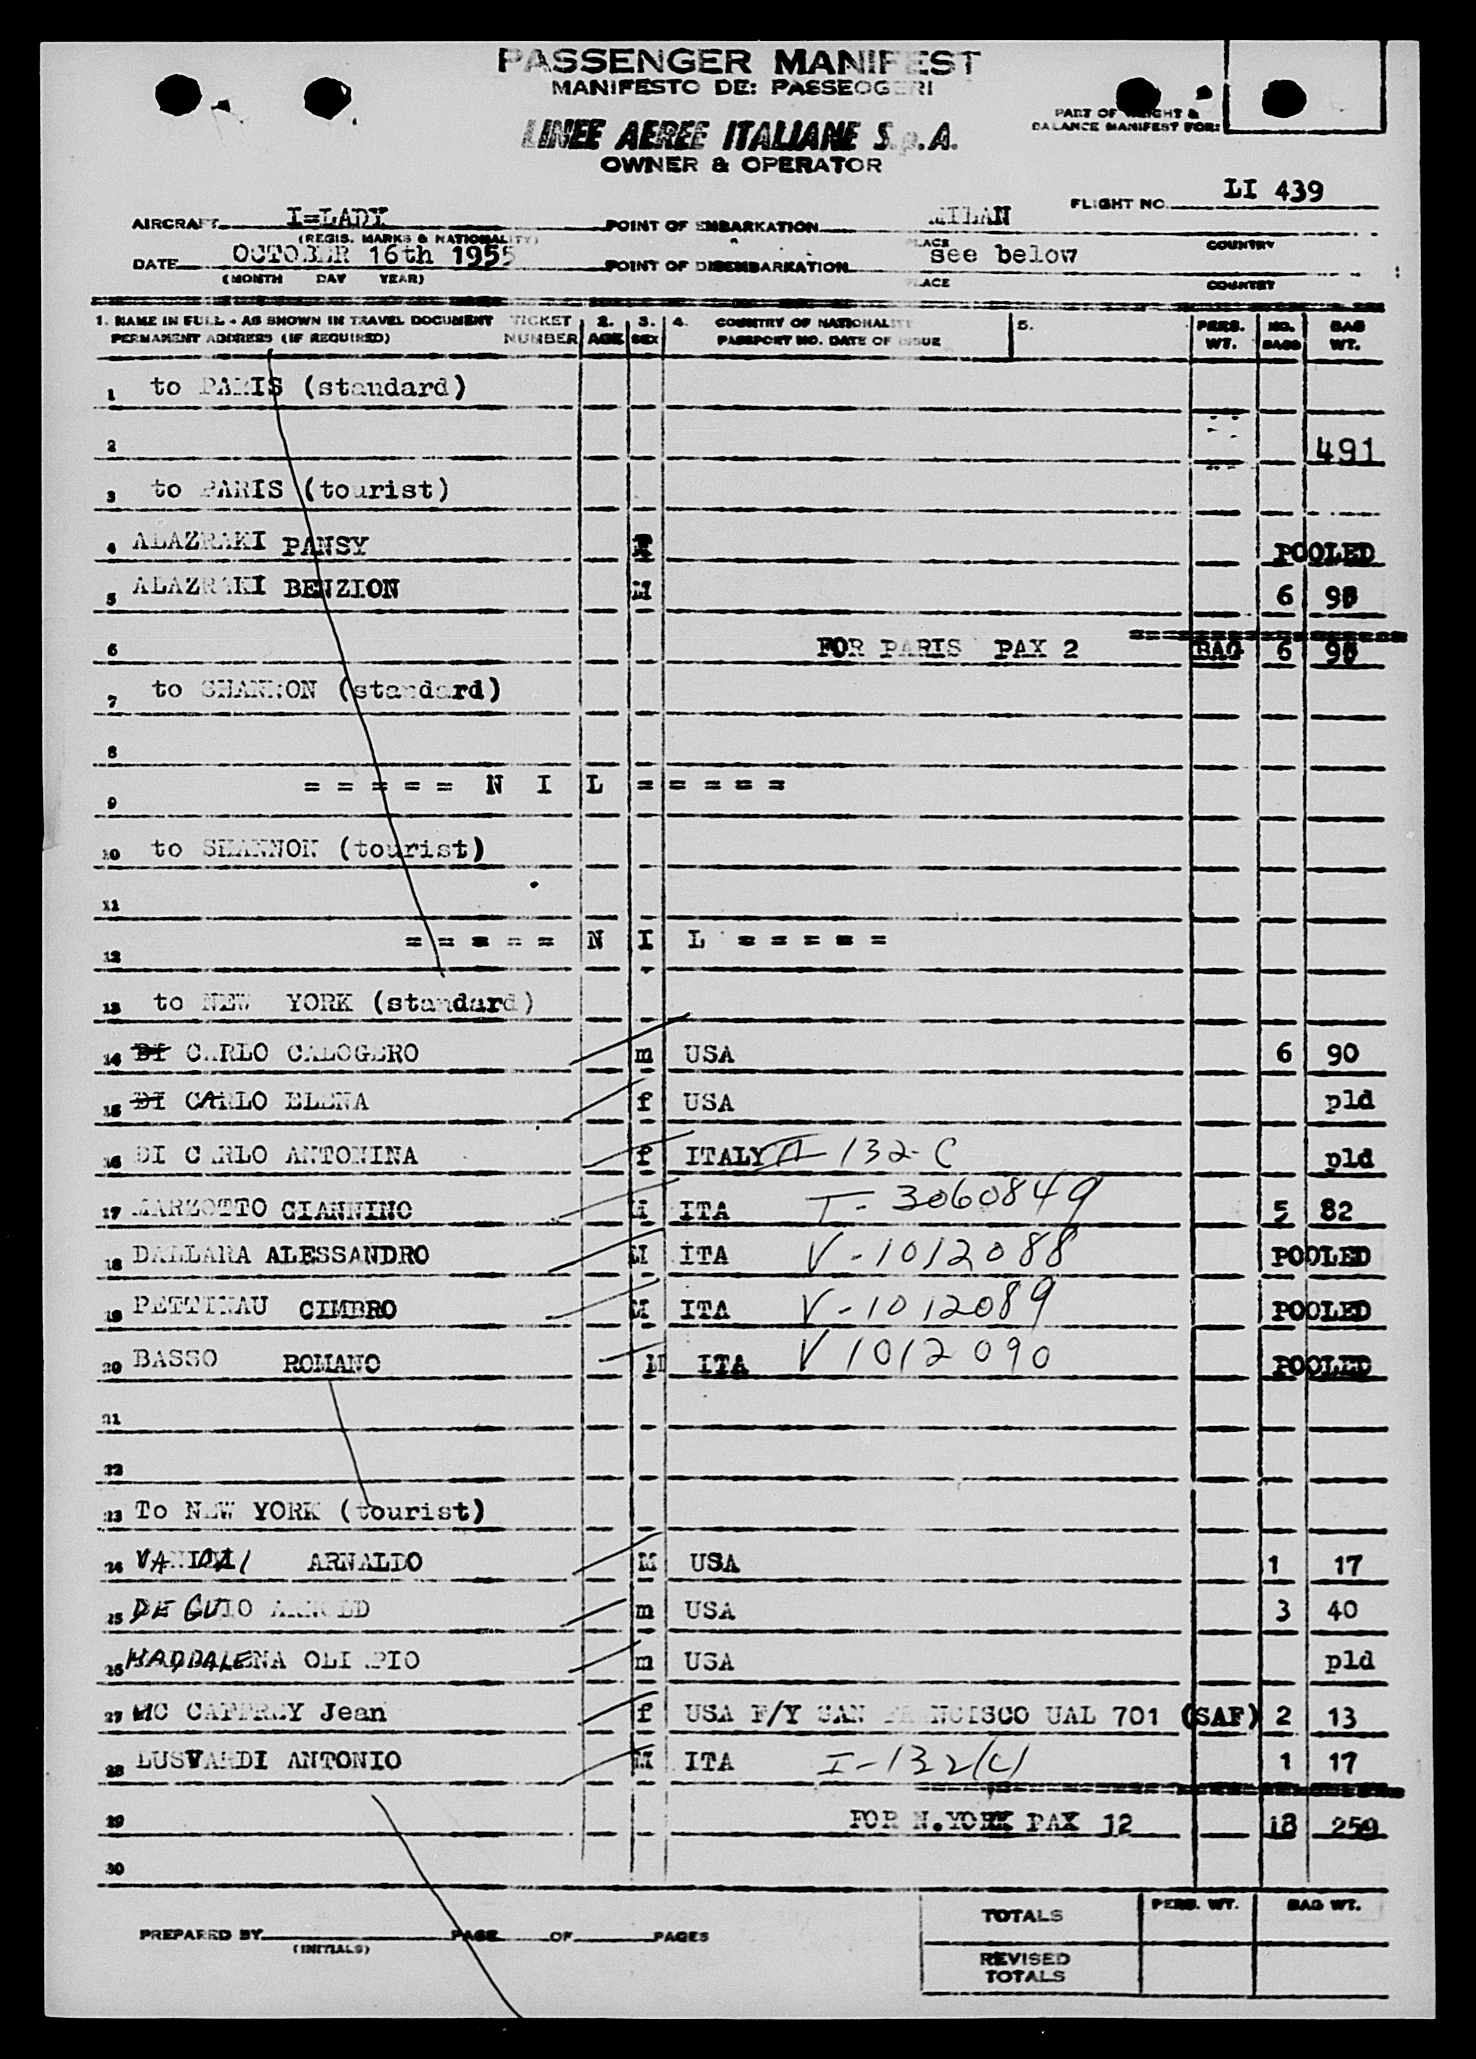 PASSENGER MANIFEST
MANIFESTO DEI PASSEGGERI
LINEE AEREE ITALIANE S.p.A.
OWNER & OPERATOR
PART OF WEIGHT &
BALANCE MANIFEST FOR:
FLIGHT NO. LI 439
AIRCRAFT I=LADY POINT OF EMBARKATION MILAN
(REGIS. MARKS & NATIONALITY) PLACE COUNTRY
DATE OCTOBER 16th 1955 POINT OF DISEMBARKATION see below
(MONTH DAY YEAR) PLACE COUNTRY
1. NAME IN FULL - AS SHOWN IN TRAVEL DOCUMENT TICKET 2. 3. 4. COUNTRY OF NATIONALITY 5. PERS. NO. BAG
PERMANENT ADDRESS (IF REQUIRED) NUMBER AGE SEX PASSPORT NO. DATE OF ISSUE WT. BAGS WT.
1 to PARIS (standard)
2 491
3 to PARIS (tourist)
4 ALAZRAKI PANSY F POOLED
5 ALAZRAKI BENZION M 6 98
6 FOR PARIS PAX 2 BAG 6 98
7 to SHANNON (standard)
8
= = = = = N I L = = = = =
9
10 to SHANNON (tourist)
11
= = = = = N I L = = = = =
12
13 to NEW YORK (standard)
14 DI CARLO CALOGERO m USA 6 90
15 DI CARLO ELENA f USA pld
16 DI CARLO ANTONINA f ITALY 132-C pld
17 MARZOTTO GIANNINO M ITA T-3060849 5 82
18 DALLARA ALESSANDRO M ITA V-1012088 POOLED
19 PETTINAU CIMBRO M ITA V-1012089 POOLED
20 BASSO ROMANO M ITA V 1012090 POOLED
21
22
23 To NEW YORK (tourist)
24 ARNALDO M USA 1 17
25 DE GUIO ARNOLD m USA 3 40
26 MADDALENA OLIMPIO m USA pld
27 MC CAFFREY Jean f USA F/Y SAN FRANCISCO UAL 701 (SAF) 2 13
28 LUSVARDI ANTONIO M ITA I-132(C) 1 17
29 FOR N.YORK PAX 12 18 259
30
TOTALS PERS. WT. BAG WT.
PREPARED BY PAGE OF PAGES
(INITIALS)
REVISED
TOTALS